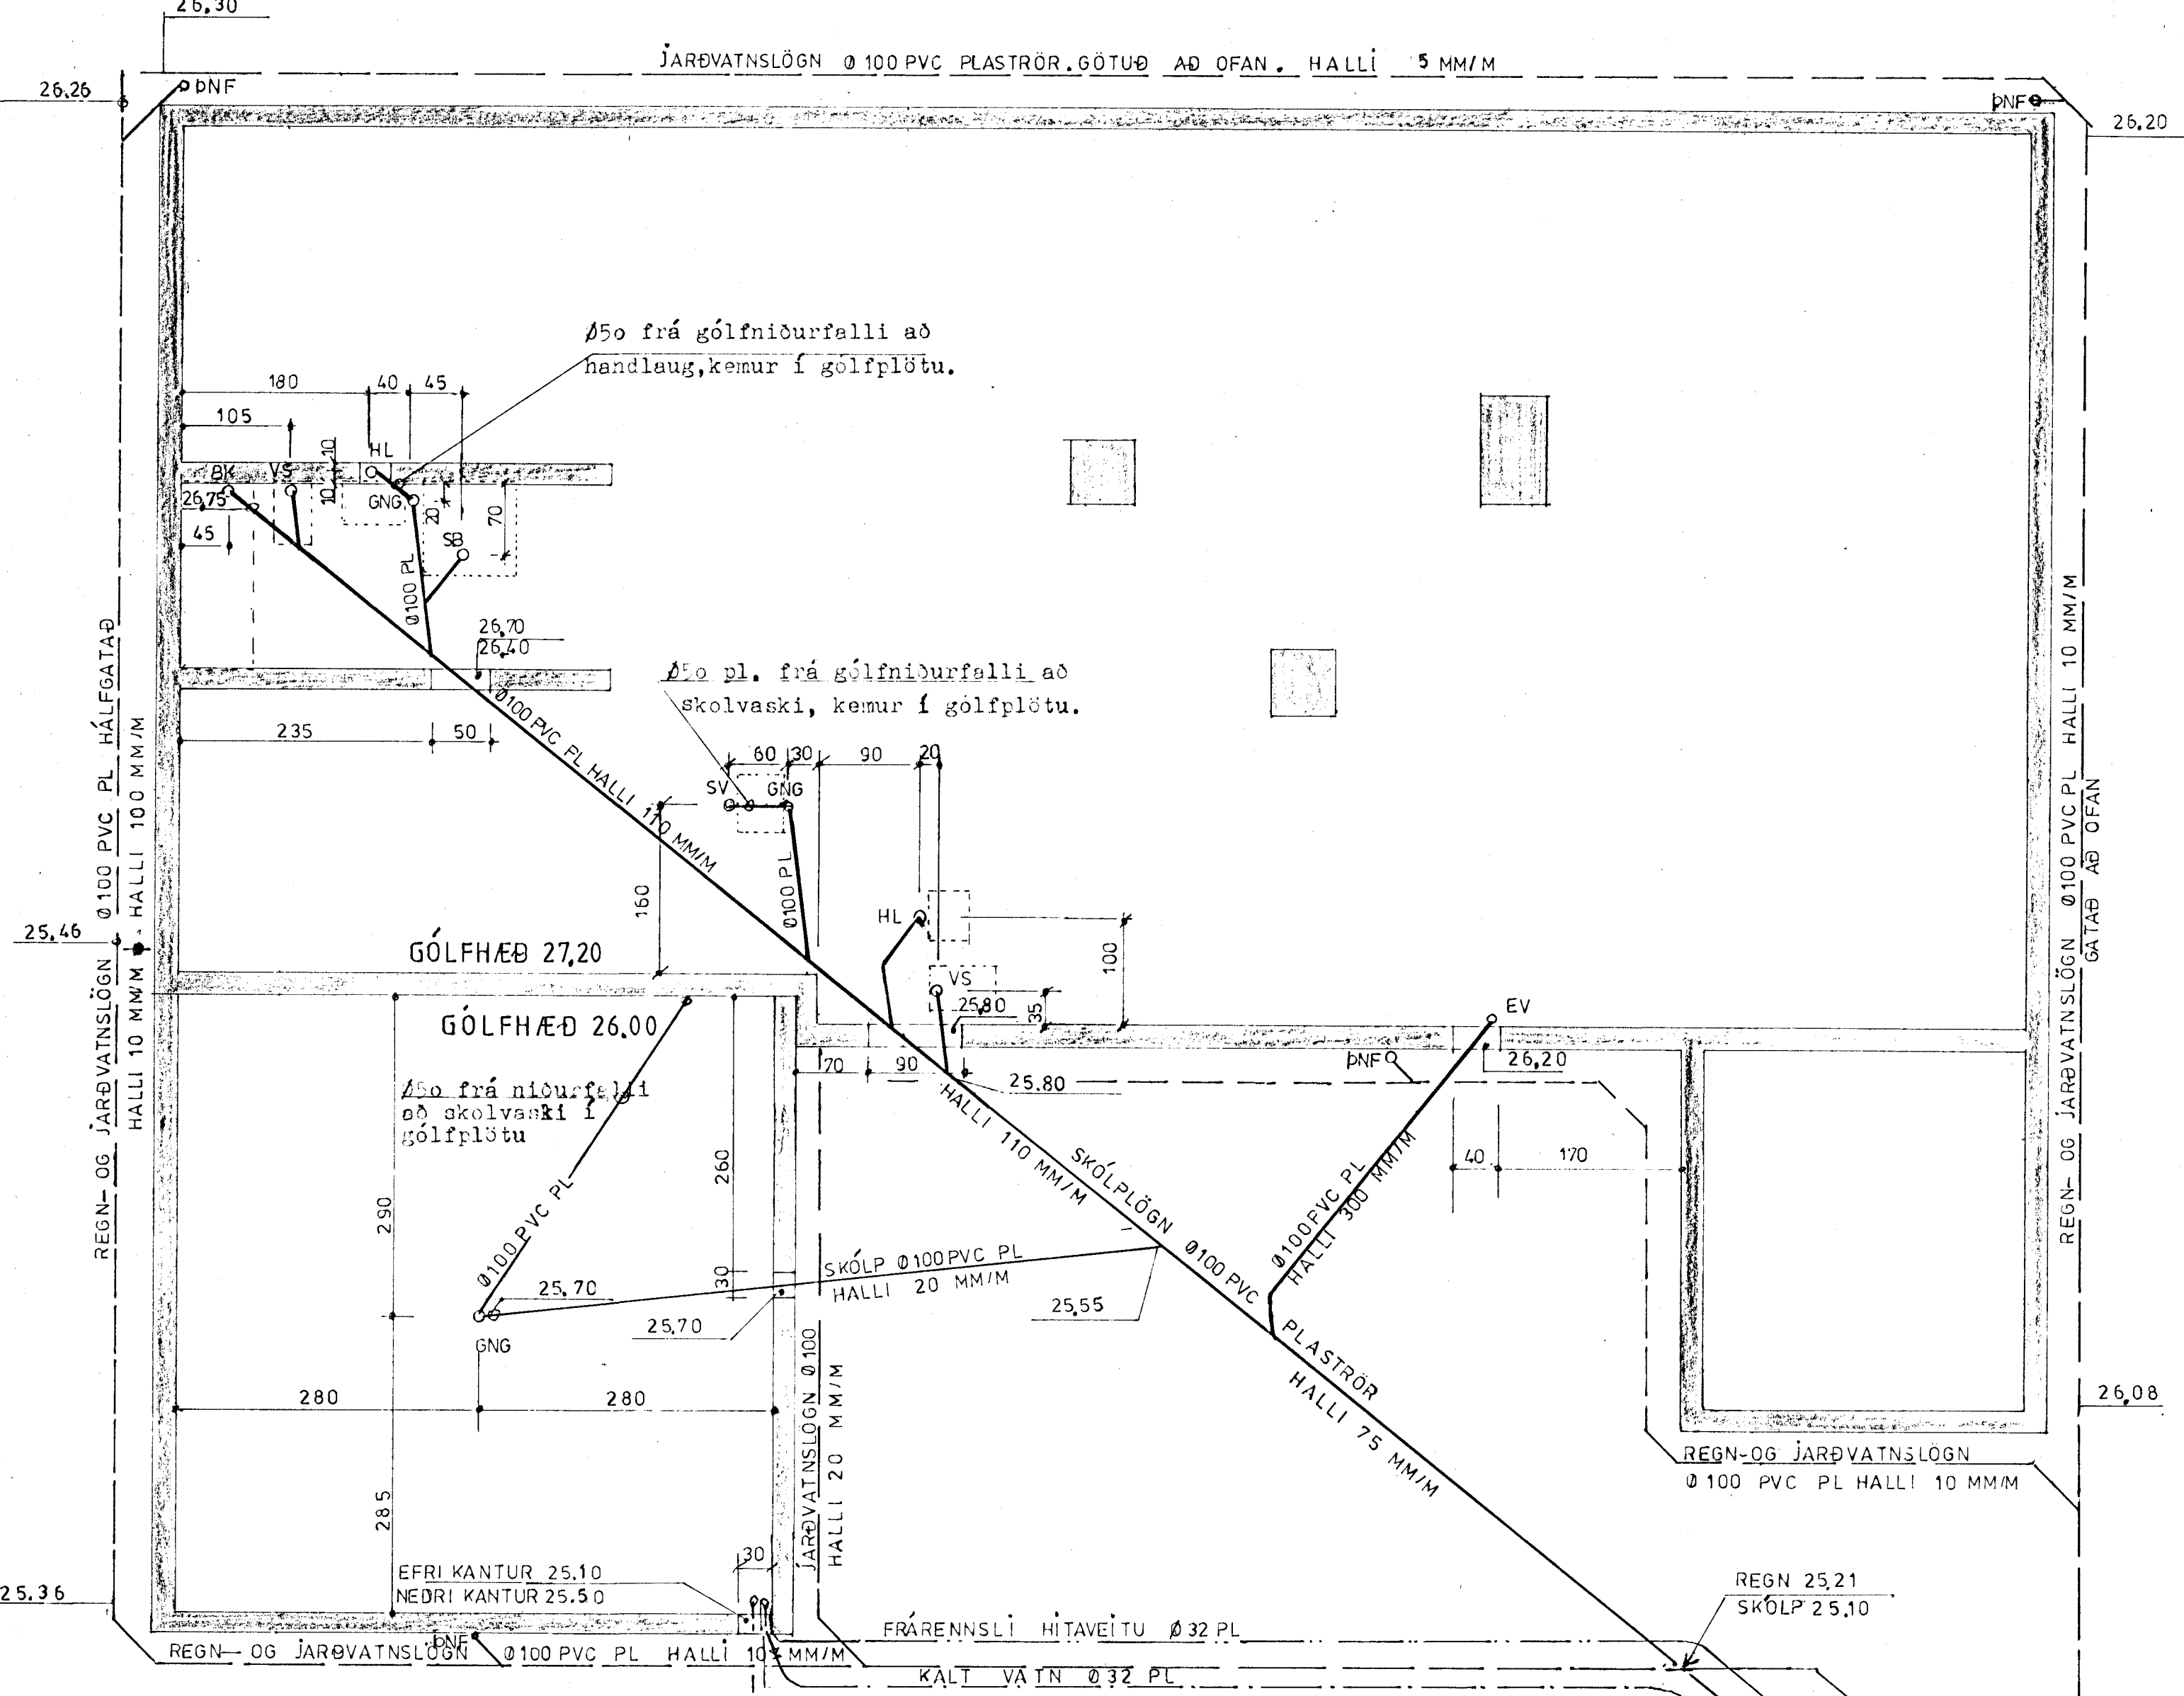 26.30
JARÐVATNSLÖGN Ø 100 PVC PLASTRÖR. GÖTUÐ AÐ OFAN. HALLI 5 MM/M
26.26
ÞNF
ÞNF
26.20
Ø5o frá gólfniðurfalli að
handlaug, kemur í gólfplötu.
180
40
45
105
HL
10
BK
VS
10
GNG
20
70
26.75
45
SB
Ø100 PL
26.70
26.40
Ø5o pl. frá gólfniðurfalli að
skolvaski, kemur í gólfplötu.
235
50
Ø100 PVC PL HALLI 110 MM/M
60
30
90
20
SV
GNG
160
Ø100 PL
HL
100
REGN- OG JARÐVATNSLÖGN Ø100 PVC PL HÁLFGATAÐ
HALLI 10 MM/M
HALLI 100 MM/M
25.46
GÓLFHÆÐ 27,20
VS
25.80
35
GÓLFHÆÐ 26.00
EV
ÞNF
26,20
70
90
25.80
Ø5o frá niðurfalli
að skolvaski í
gólfplötu
HALLI 110 MM/M
SKÓLPLÖGN Ø100 PVC PLASTRÖR
HALLI 75 MM/M
260
290
40
170
Ø100 PVC PL
HALLI 300 MM/M
Ø100 PVC PL
30
SKÓLP Ø100 PVC PL
HALLI 20 MM/M
25.70
25.70
25.55
GNG
280
280
285
JARÐVATNSLÖGN Ø100
HALLI 20 MM/M
REGN- OG JARÐVATNSLÖGN Ø100 PVC PL HALLI 10 MM/M
GATAÐ AÐ OFAN
26.08
REGN-OG JARÐVATNSLÖGN
Ø 100 PVC PL HALLI 10 MM/M
30
EFRI KANTUR 25.10
NEÐRI KANTUR 25.50
25.36
REGN 25,21
SKÓLP 25.10
FRÁRENNSLI HITAVEITU Ø 32 PL
ÞNF
REGN- OG JARÐVATNSLÖGN Ø100 PVC PL HALLI 10 MM/M
KALT VATN Ø 32 PL